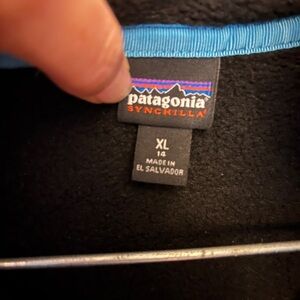 patagonia
SYNCHILLA
XL
14
MADE IN
EL SALVADOR